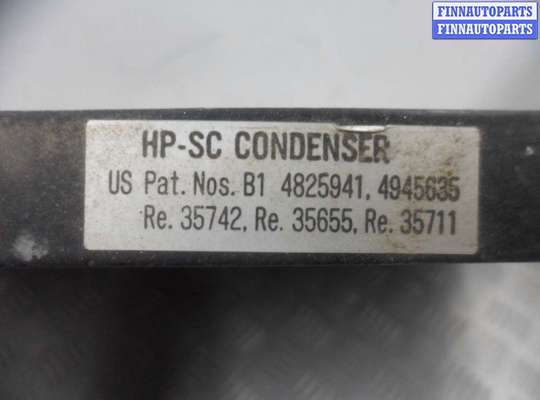 FINNAUTOPARTS
FINNAUTOPARTS
HP-SC CONDENSER
US Pat. Nos. B1 4825941, 4945635
Re. 35742, Re. 35655, Re. 35711